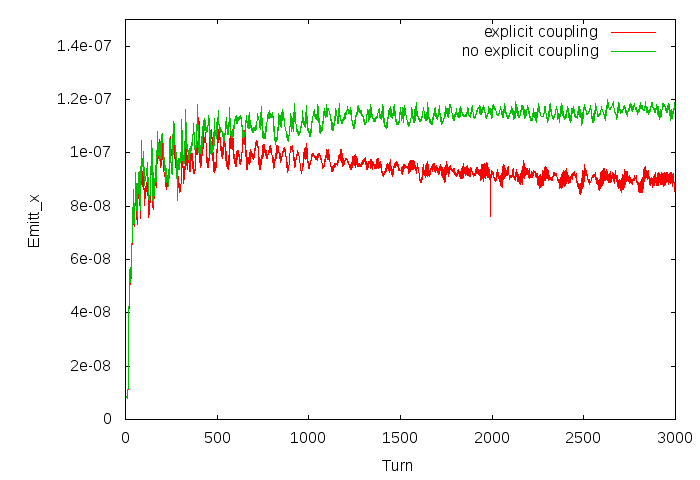 explicit coupling
no explicit coupling
1.4e-07
1.2e-07
1e-07
8e-08
6e-08
4e-08
2e-08
0
Emitt_x
0 500 1000 1500 2000 2500 3000
Turn